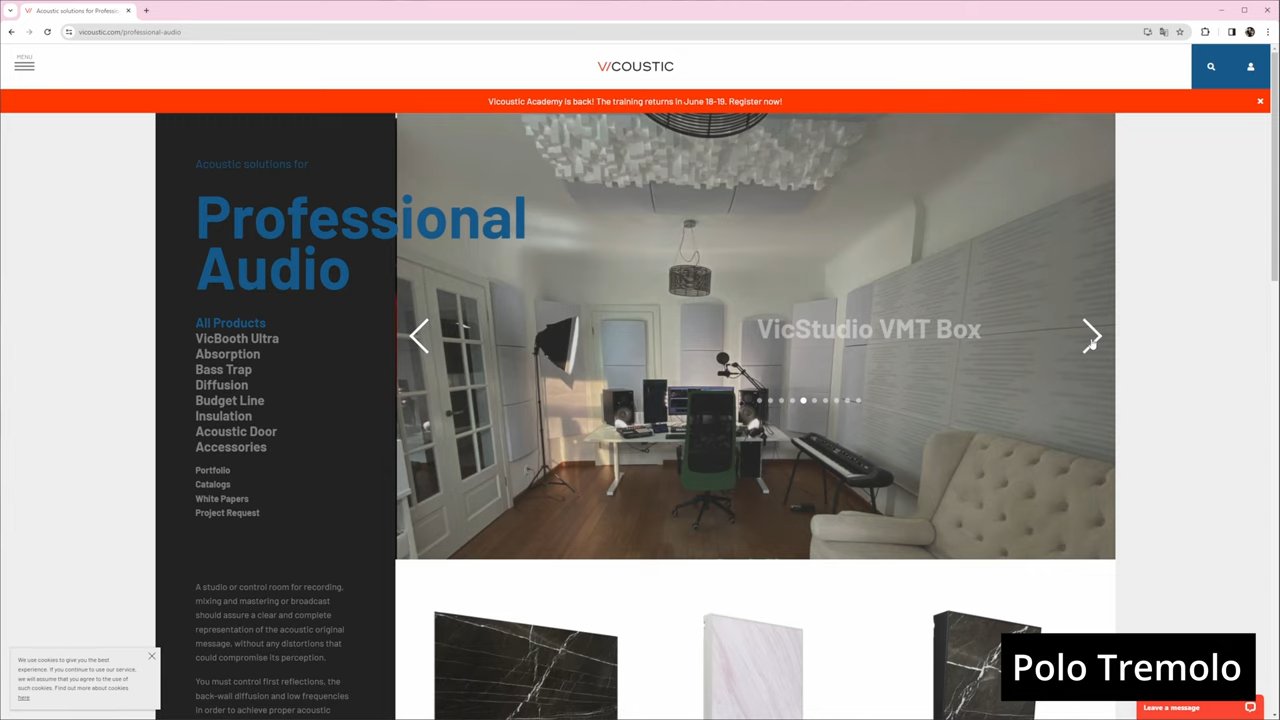 Acoustic solutions for Professi
vicoustic.com/professional-audio
MENU
VICOUSTIC
Vicoustic Academy is back! The training returns in June 18-19. Register now!
Acoustic solutions for
Professional
Audio
All Products
VicBooth Ultra
Absorption
Bass Trap
Diffusion
Budget Line
Insulation
Acoustic Door
Accessories
Portfolio
Catalogs
White Papers
Project Request
VicStudio VMT Box
A studio or control room for recording,
mixing and mastering or broadcast
should assure a clear and complete
representation of the acoustic original
message, without any distortions that
could compromise its perception.
You must control first reflections, the
back-wall diffusion and low frequencies
in order to achieve proper acoustic
We use cookies to give you the best
experience. If you continue to use our service,
we will assume that you agree to the use
of such cookies. Find out more about cookies
here
Polo Tremolo
Leave a message